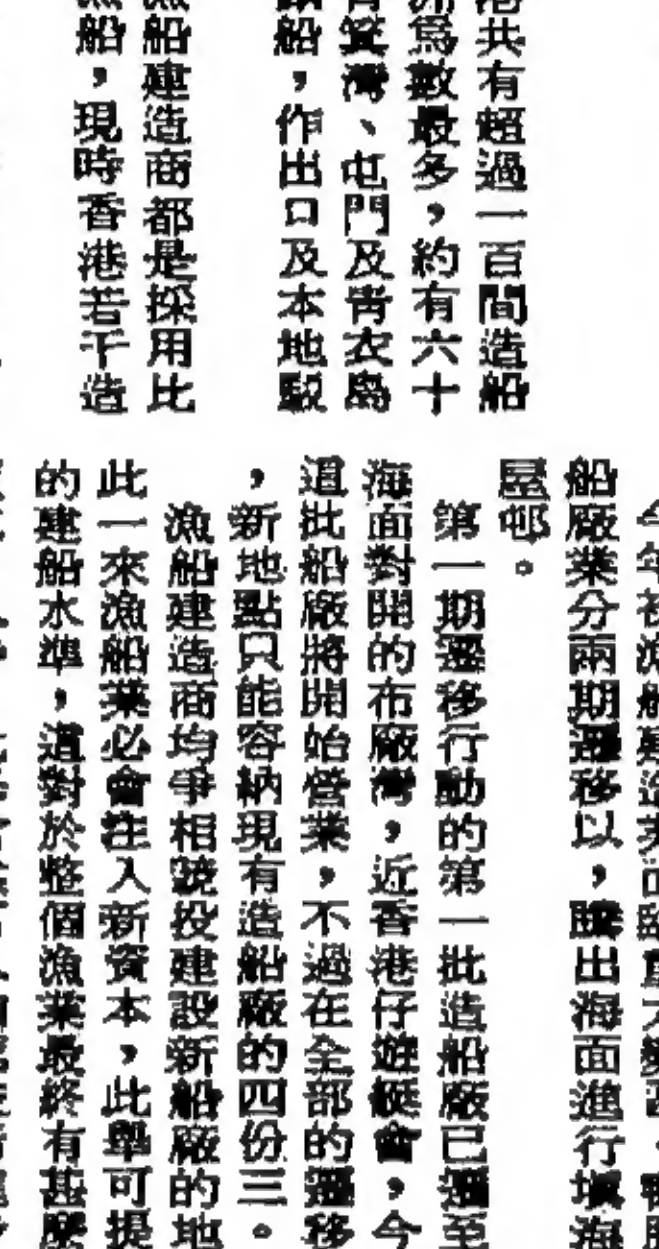 港共有超過一百間造船
為數最多，約有六十
筲箕灣、屯門及青衣島
船，作出口及本地駁
漁船建造商都是採用比
漁船，現時香港若干造
船廠業分兩期遷移以，騰出海面進行填海
屋邨。
第一期遷移行動的第一批造船廠已遷至
海面對開的布廠灣，近香港仔遊艇會，今
這批船廠將開始營業，不過在全部的遷移
，新地點只能容納現有造船廠的四份三。
漁船建造商均爭相競投建設新船廠的地
此一來漁船業必會注入新資本，此舉可提
的建船水準，這對於整個漁業最終有甚麼